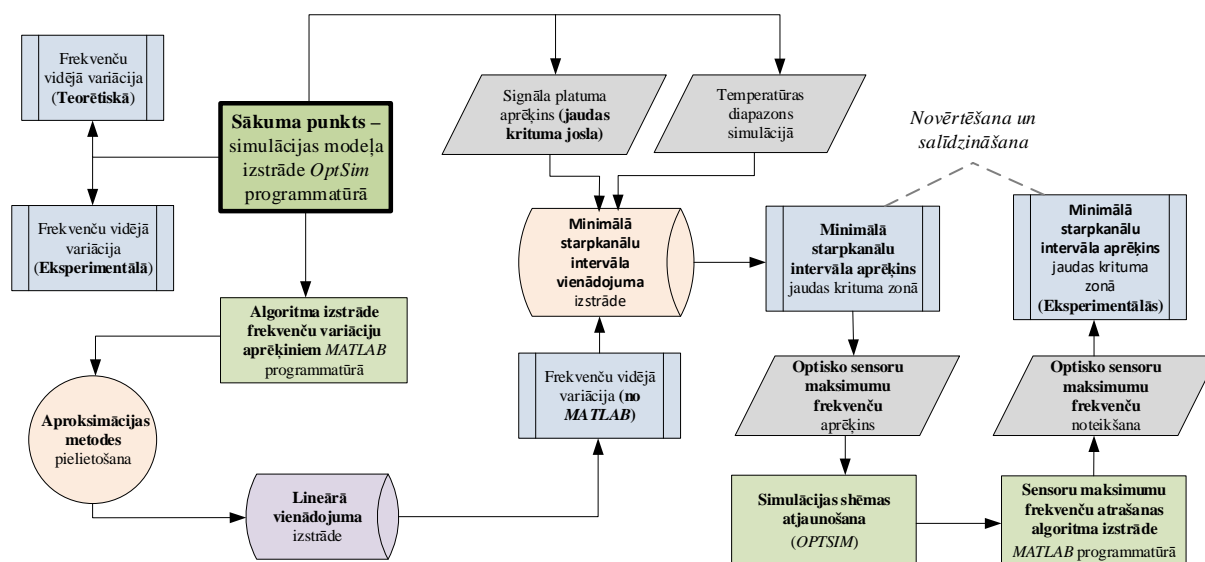 Frekvenču
vidējā variācija
(Teorētiskā)
Sākuma punkts –
simulācijas modeļa
izstrāde OptSim
programmatūrā
Frekvenču vidējā
variācija
(Eksperimentālā)
Signāla platuma
aprēķins (jaudas
krituma josla)
Temperatūras
diapazons
simulācijā
Novērtēšana un
salīdzināšana
Minimālā
starpkanālu
intervāla
vienādojuma
izstrāde
Minimālā
starpkanālu
intervāla aprēķins
jaudas krituma zonā
Minimālā
starpkanālu
intervāla aprēķins
jaudas krituma
zonā
(Eksperimentālās)
Algoritma izstrāde
frekvenču variāciju
aprēķiniem MATLAB
programmatūrā
Frekvenču vidējā
variācija (no
MATLAB)
Optisko sensoru
maksimumu
frekvenču
aprēķins
Optisko sensoru
maksimumu
frekvenču
noteikšana
Aproksimācijas
metodes
pielietošana
Lineārā
vienādojuma
izstrāde
Simulācijas shēmas
atjaunošana
(OPTSIM)
Sensoru maksimumu
frekvenču atrašanas
algoritma izstrāde
MATLAB programmatūrā